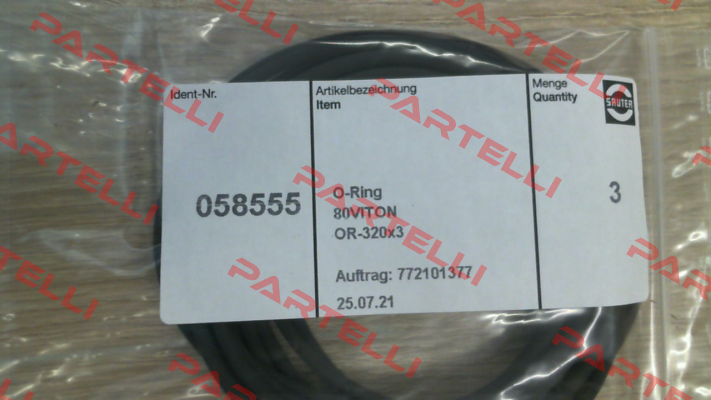 Ident-Nr.
Artikelbezeichnung
Item
Menge
Quantity
SAUTER
058555
O-Ring
80VITON
OR-320x3
3
Auftrag: 772101377
25.07.21
PARTELLI
PARTELLI
PARTELLI
PARTELLI
PARTELLI
PARTELLI
PARTELLI